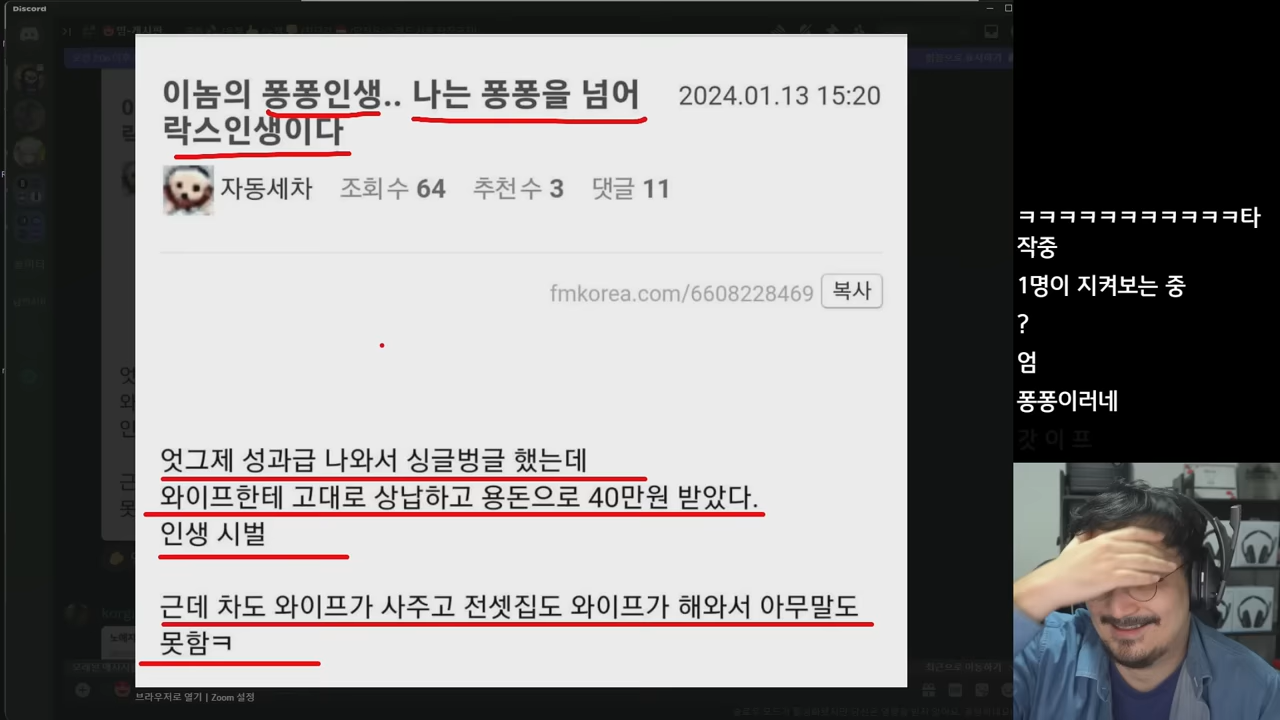 Discord
이놈의 퐁퐁인생.. 나는 퐁퐁을 넘어
락스인생이다
2024.01.13 15:20
자동세차 조회수 64 추천수 3 댓글 11
fmkorea.com/6608228469 복사
엇그제 성과급 나와서 싱글벙글 했는데
와이프한테 고대로 상납하고 용돈으로 40만원 받았다.
인생 시벌
근데 차도 와이프가 사주고 전셋집도 와이프가 해와서 아무말도
못함ㅋ
브라우저로 열기 | Zoom 설정
ㅋㅋㅋㅋㅋㅋㅋㅋㅋㅋㅋ타
작중
1명이 지켜보는 중
?
엄
퐁퐁이러네
갓 이 프